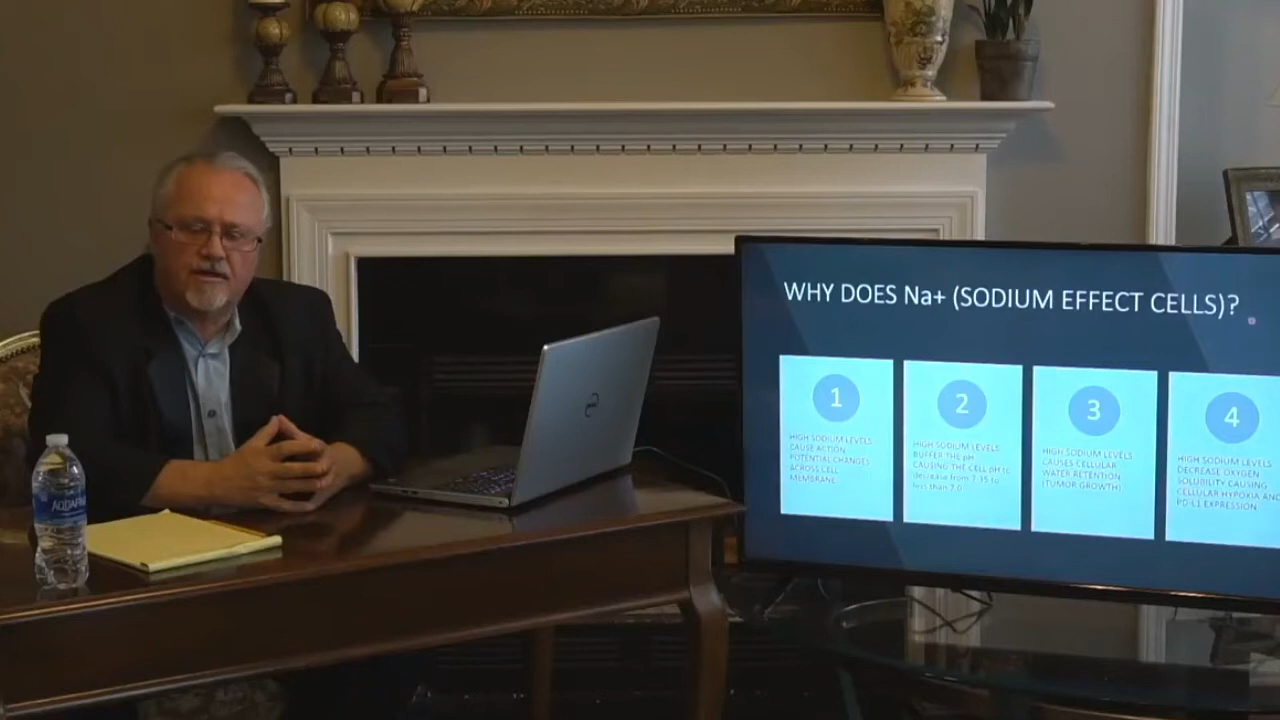 WHY DOES Na+ (SODIUM EFFECT CELLS)?
1
HIGH SODIUM LEVELS
CAUSE ACTION
POTENTIAL CHANGES
ACROSS CELL
MEMBRANE
2
HIGH SODIUM LEVELS
BUFFER THE pH
CAUSING THE CELL pH to
decrease from 7.35 to
less than 7.0
3
HIGH SODIUM LEVELS
CAUSES CELLULAR
WATER RETENTION
(TUMOR GROWTH)
4
HIGH SODIUM LEVELS
DECREASE OXYGEN
SOLUBILITY CAUSING
CELLULAR HYPOXIA AND
PD-L1 EXPRESSION
AQUAFINA